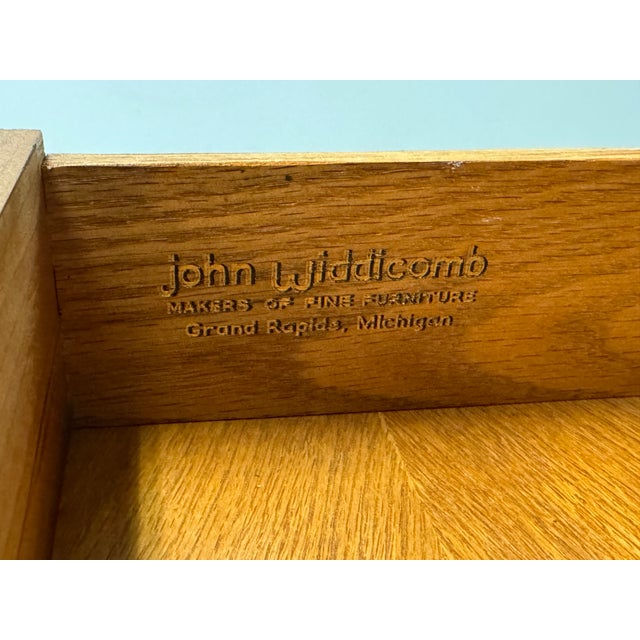 john widdicomb
MAKERS OF FINE FURNITURE
Grand Rapids, Michigan